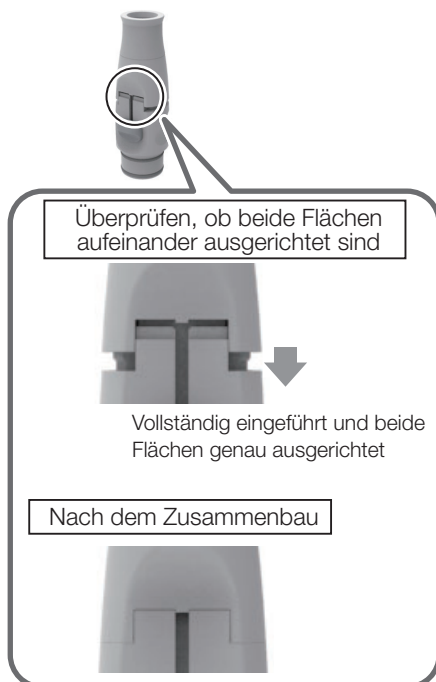 Überprüfen, ob beide Flächen
aufeinander ausgerichtet sind
Vollständig eingeführt und beide
Flächen genau ausgerichtet
Nach dem Zusammenbau